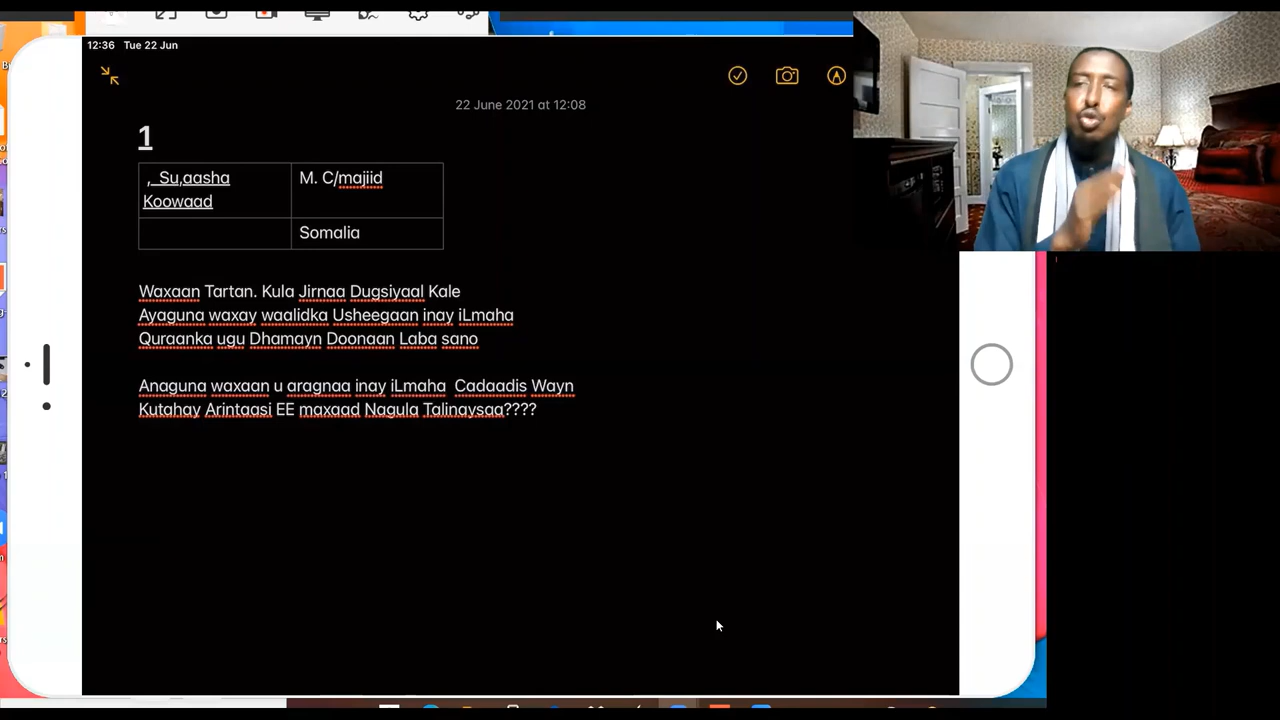 12:36 Tue 22 Jun
22 June 2021 at 12:08
1
, Su,aasha
Koowaad
M. C/majiid
Somalia
Waxaan Tartan. Kula Jirnaa Dugsiyaal Kale
Ayaguna waxay waalidka Usheegaan inay iLmaha
Quraanka ugu Dhamayn Doonaan Laba sano
Anaguna waxaan u aragnaa inay iLmaha Cadaadis Wayn
Kutahay Arintaasi EE maxaad Nagula Talinaysaa????